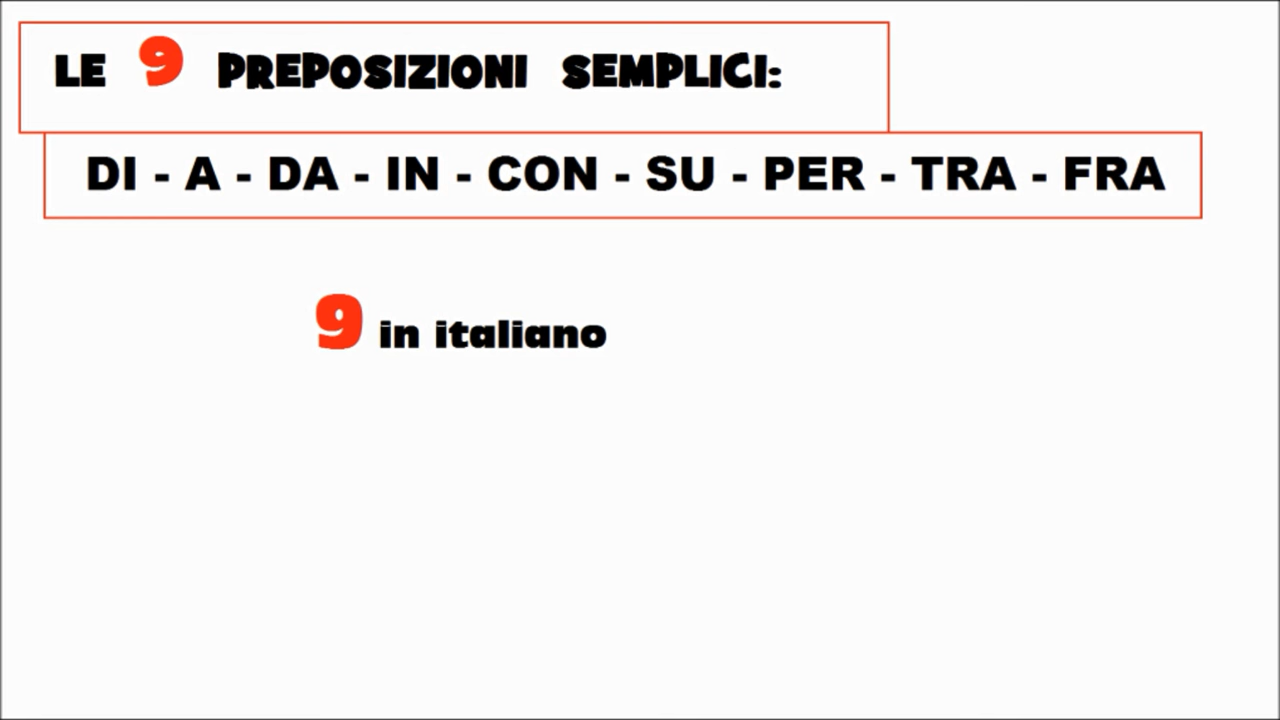 LE 9 PREPOSIZIONI SEMPLICI:
DI - A - DA - IN - CON - SU - PER - TRA - FRA
9 in italiano